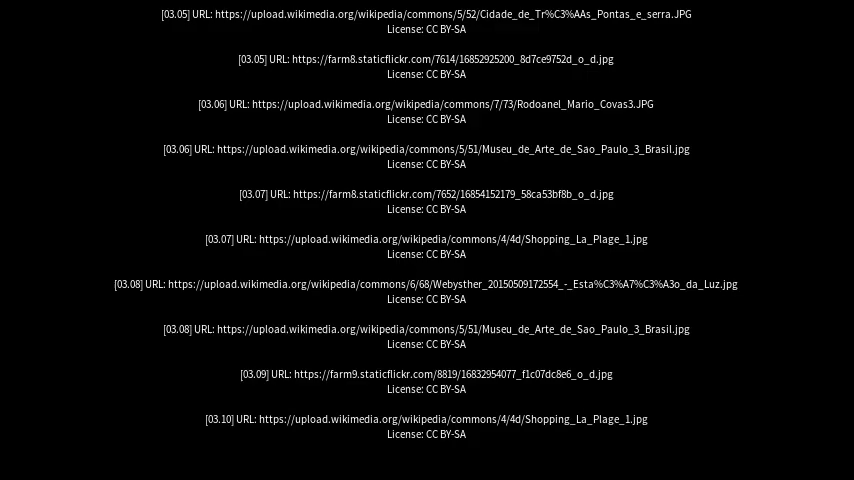 [03.05] URL: https://upload.wikimedia.org/wikipedia/commons/5/52/Cidade_de_Tr%C3%AAs_Pontas_e_serra.JPG
License: CC BY-SA
[03.05] URL: https://farm8.staticflickr.com/7614/16852925200_8d7ce9752d_o_d.jpg
License: CC BY-SA
[03.06] URL: https://upload.wikimedia.org/wikipedia/commons/7/73/Rodoanel_Mario_Covas3.JPG
License: CC BY-SA
[03.06] URL: https://upload.wikimedia.org/wikipedia/commons/5/51/Museu_de_Arte_de_Sao_Paulo_3_Brasil.jpg
License: CC BY-SA
[03.07] URL: https://farm8.staticflickr.com/7652/16854152179_58ca53bf8b_o_d.jpg
License: CC BY-SA
[03.07] URL: https://upload.wikimedia.org/wikipedia/commons/4/4d/Shopping_La_Plage_1.jpg
License: CC BY-SA
[03.08] URL: https://upload.wikimedia.org/wikipedia/commons/6/68/Webysther_20150509172554_-_Esta%C3%A7%C3%A3o_da_Luz.jpg
License: CC BY-SA
[03.08] URL: https://upload.wikimedia.org/wikipedia/commons/5/51/Museu_de_Arte_de_Sao_Paulo_3_Brasil.jpg
License: CC BY-SA
[03.09] URL: https://farm9.staticflickr.com/8819/16832954077_f1c07dc8e6_o_d.jpg
License: CC BY-SA
[03.10] URL: https://upload.wikimedia.org/wikipedia/commons/4/4d/Shopping_La_Plage_1.jpg
License: CC BY-SA